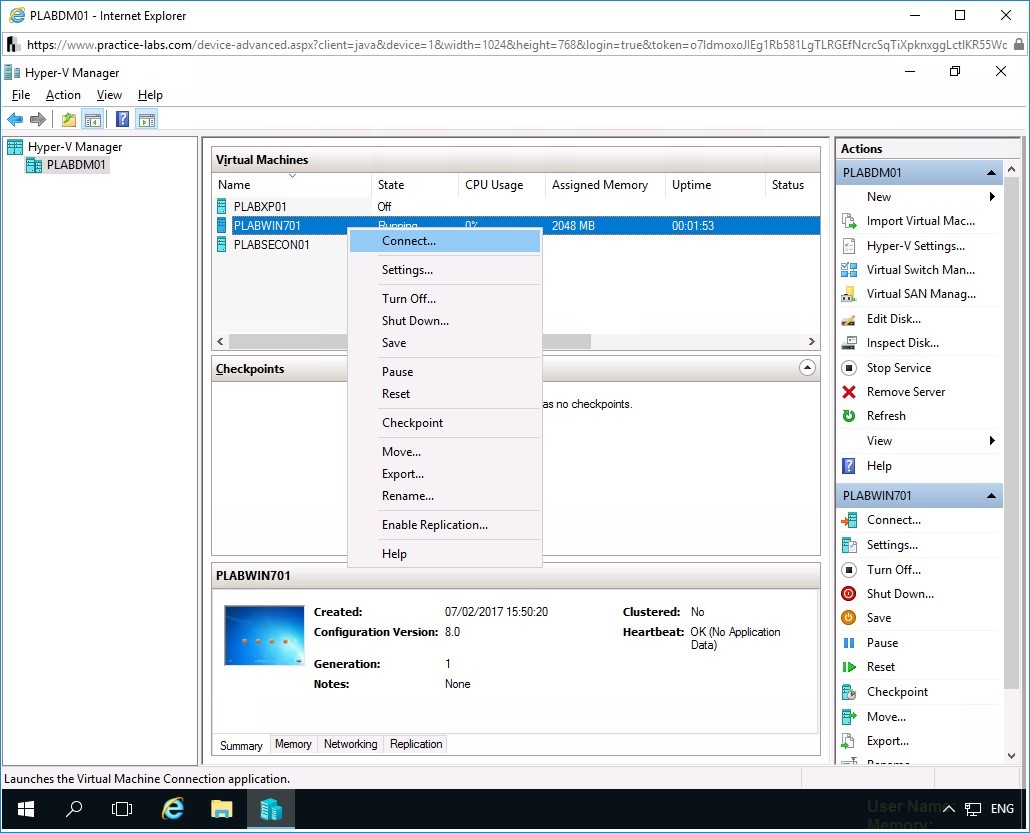 PLABDM01 - Internet Explorer
https://www.practice-labs.com/device-advanced.aspx?client=java&device=1&width=1024&height=768&login=true&token=
Hyper-V Manager
File Action View Help
Hyper-V Manager
PLABDM01
Virtual Machines
Name State CPU Usage Assigned Memory Uptime Status
PLABXP01 Off
PLABWIN701 Running 0% 2048 MB 00:01:53
PLABSECON01
Connect...
Settings...
Turn Off...
Shut Down...
Save
Pause
Reset
Checkpoint
Move...
Export...
Rename...
Enable Replication...
Help
Checkpoints
as no checkpoints.
PLABWIN701
Created: 07/02/2017 15:50:20 Clustered: No
Configuration Version: 8.0 Heartbeat: OK (No Application
Data)
Generation: 1
Notes: None
Summary Memory Networking Replication
Actions
PLABDM01
New
Import Virtual Mac...
Hyper-V Settings...
Virtual Switch Man...
Virtual SAN Manag...
Edit Disk...
Inspect Disk...
Stop Service
Remove Server
Refresh
View
Help
PLABWIN701
Connect...
Settings...
Turn Off...
Shut Down...
Save
Pause
Reset
Checkpoint
Move...
Export...
Rename...
Launches the Virtual Machine Connection application.
User Name
Memory:
ENG